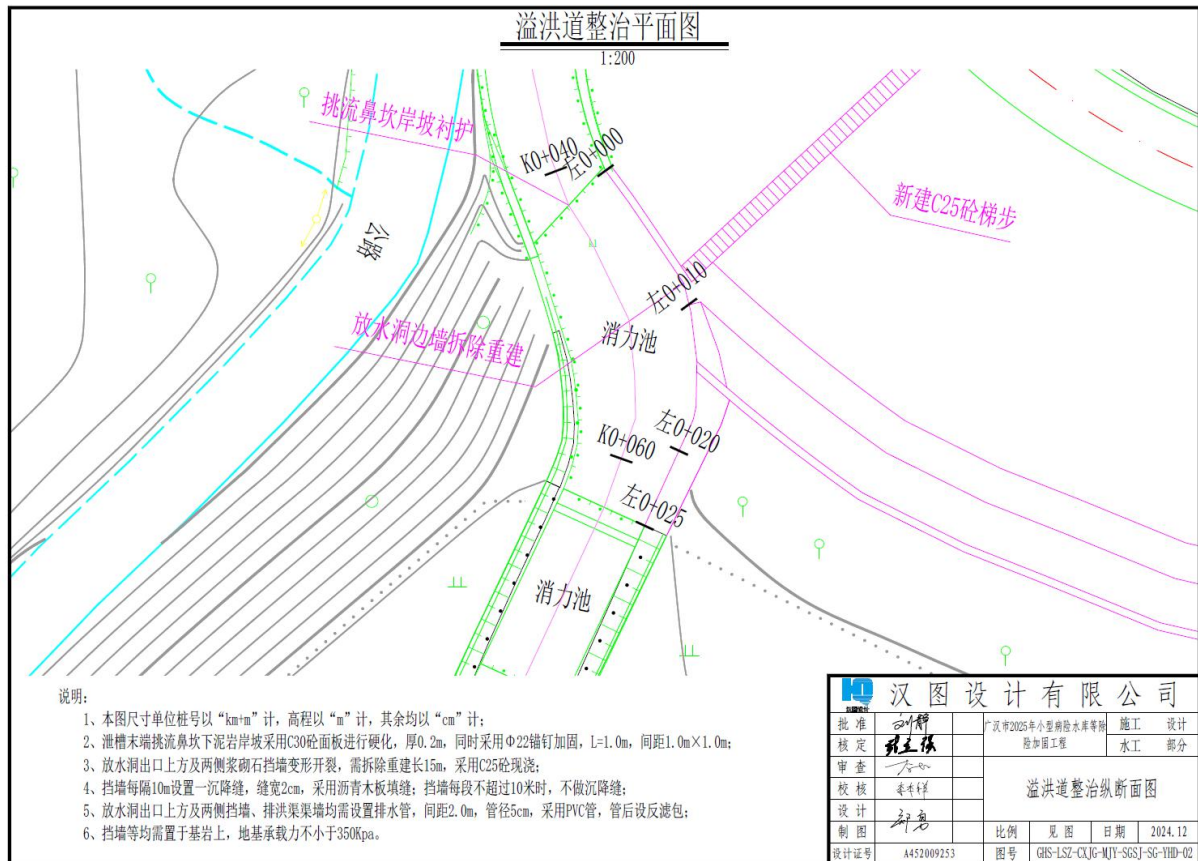 溢洪道整治平面图
1:200
挑流鼻坎岸坡衬护
K0+040
左0+000
新建C25砼梯步
公路
左0+010
放水洞边墙拆除重建
消力池
左0+020
K0+060
左0+025
消力池
说明:
1、本图尺寸单位桩号以“km+m”计，高程以“m”计，其余均以“cm”计；
2、泄槽末端挑流鼻坎下泥岩岸坡采用C30砼面板进行硬化，厚0.2m，同时采用Φ22锚钉加固，L=1.0m，间距1.0m×1.0m；
3、放水洞出口上方及两侧浆砌石挡墙变形开裂，需拆除重建长15m，采用C25砼现浇；
4、挡墙每隔10m设置一沉降缝，缝宽2cm，采用沥青木板填缝；挡墙每段不超过10米时，不做沉降缝；
5、放水洞出口上方及两侧挡墙、排洪渠渠墙均需设置排水管，间距2.0m，管径5cm，采用PVC管，管后设反滤包；
6、挡墙等均需置于基岩上，地基承载力不小于350Kpa。
汉图设计
汉图设计有限公司
批准 刘静
广汉市2025年小型病险水库等除险加固工程
施工 设计
核定
水工 部分
审查
校核
溢洪道整治纵断面图
设计
制图
比例 见图 日期 2024.12
设计证号 A452009253 图号 GHS-LSZ-CXJG-MJY-SGSJ-SG-YHD-02